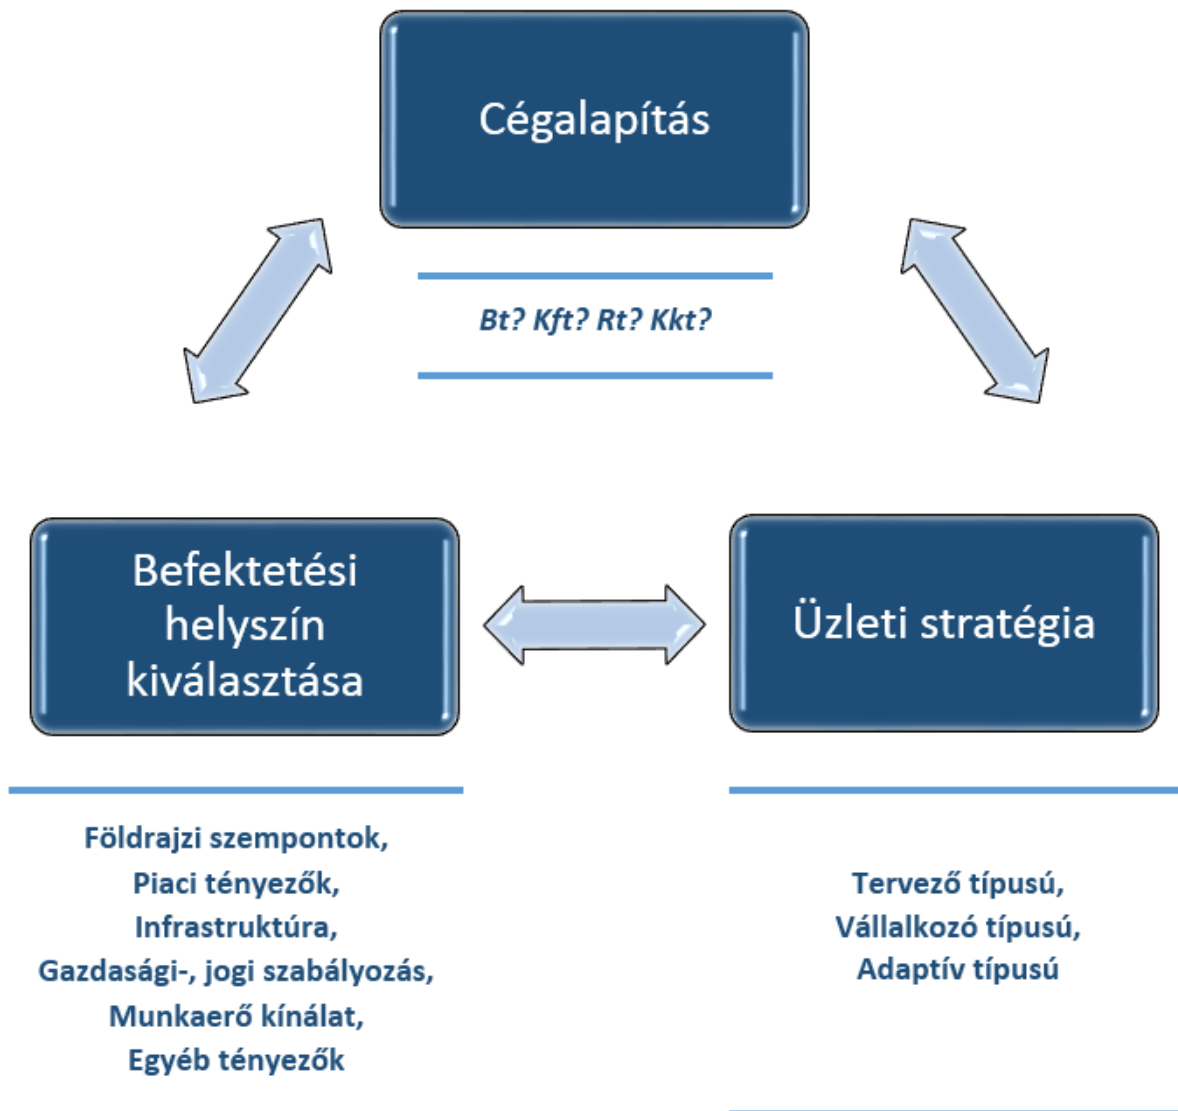 Cégalapítás
Bt? Kft? Rt? Kkt?
Befektetési
helyszín
kiválasztása
Üzleti stratégia
Földrajzi szempontok,
Piaci tényezők,
Infrastruktúra,
Gazdasági-, jogi szabályozás,
Munkaerő kínálat,
Egyéb tényezők
Tervező típusú,
Vállalkozó típusú,
Adaptív típusú